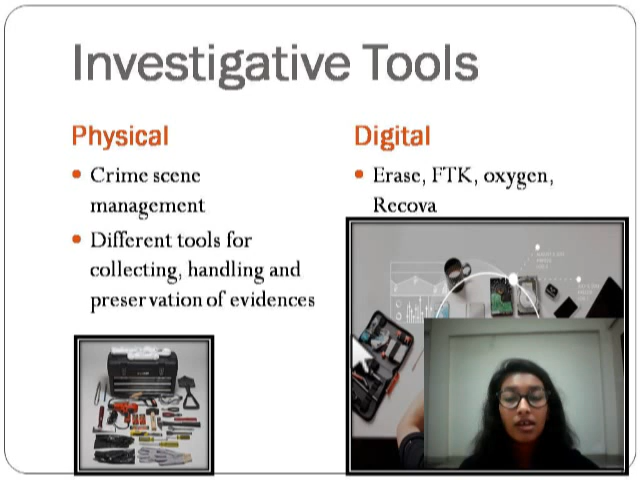 Investigative Tools
Physical
Crime scene
management
Different tools for
collecting, handling and
preservation of evidences
Digital
Erase, FTK, oxygen,
Recova